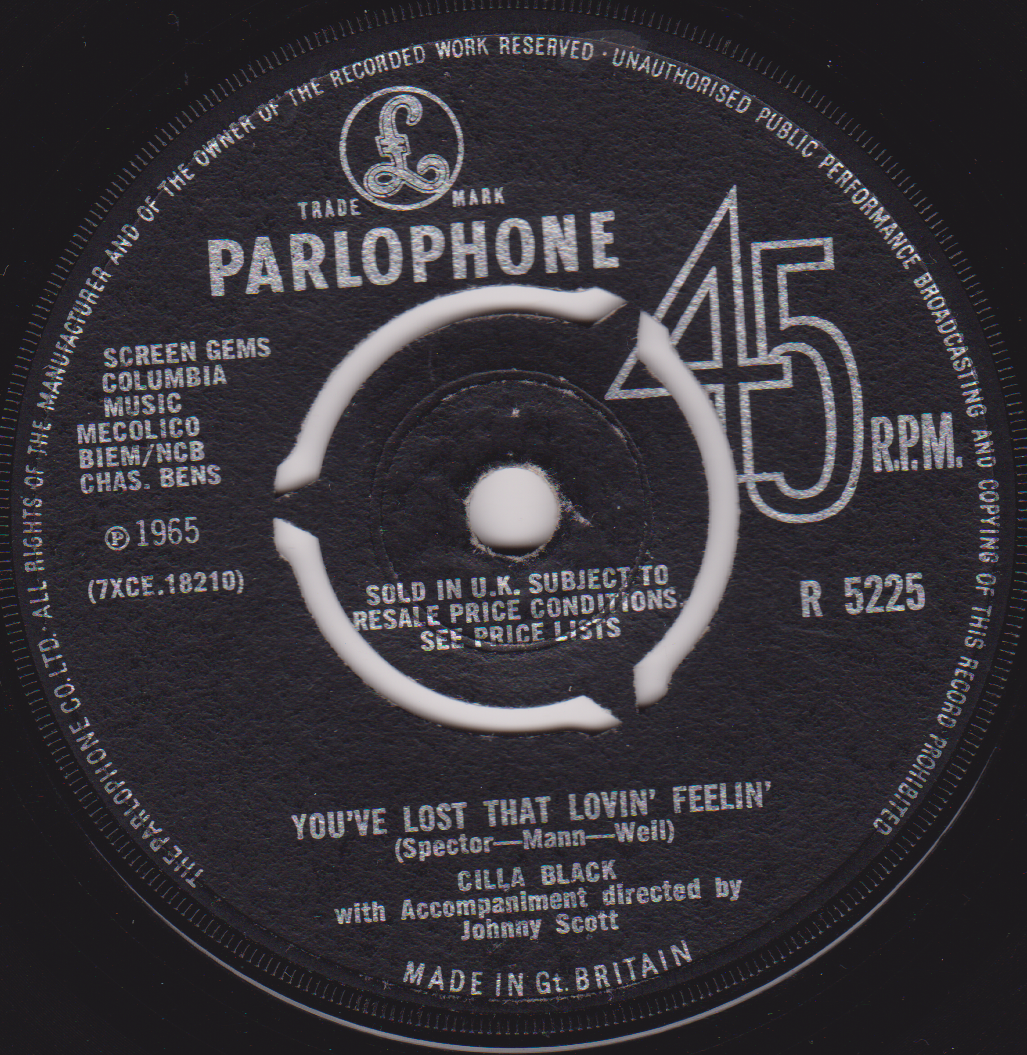 THE PARLOPHONE CO.LTD. ALL RIGHTS OF THE MANUFACTURER AND OF THE OWNER OF THE RECORDED WORK RESERVED · UNAUTHORISED PUBLIC PERFORMANCE BROADCASTING AND COPYING OF THIS RECORD PROHIBITED
£
TRADE MARK
PARLOPHONE
45 R.P.M.
SCREEN GEMS
COLUMBIA
MUSIC
MECOLICO
BIEM/NCB
CHAS. BENS
Ⓟ1965
(7XCE.18210)
SOLD IN U.K. SUBJECT TO
RESALE PRICE CONDITIONS,
SEE PRICE LISTS
R 5225
YOU'VE LOST THAT LOVIN' FEELIN'
(Spector—Mann—Weil)
CILLA BLACK
with Accompaniment directed by
Johnny Scott
MADE IN Gt. BRITAIN